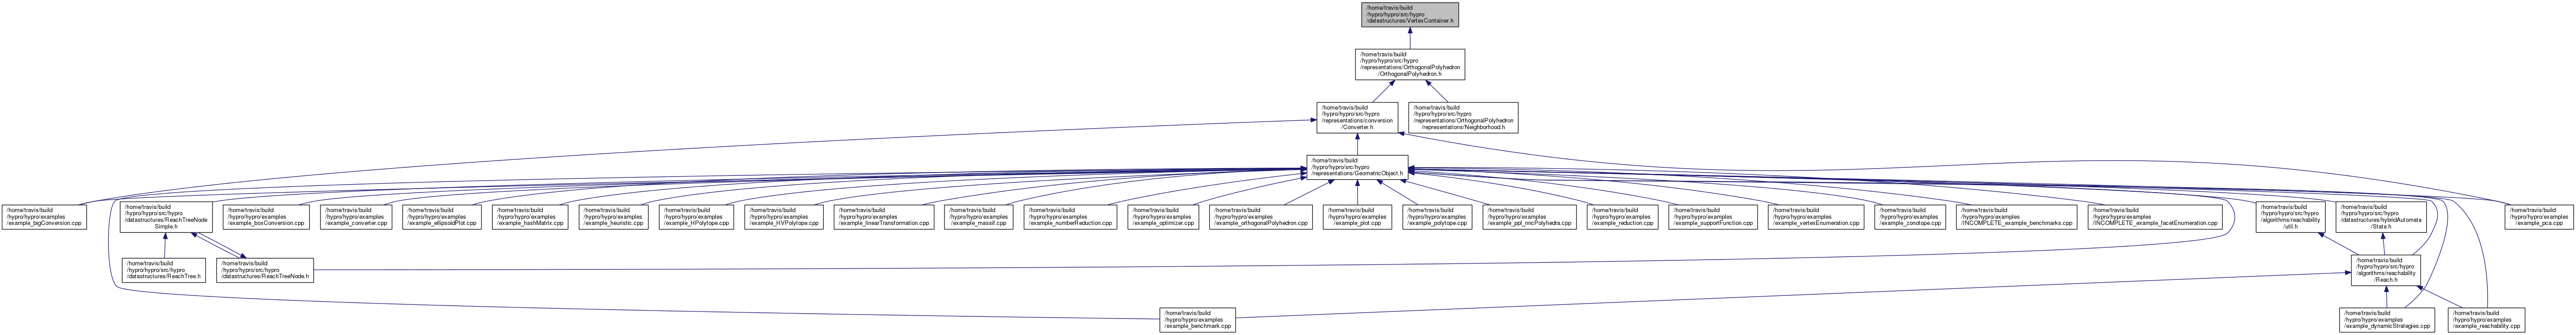 /home/travis/build
/hypro/hypro/src/hypro
/datastructures/VertexContainer.h
/home/travis/build
/hypro/hypro/src/hypro
/representations/OrthogonalPolyhedron
/OrthogonalPolyhedron.h
/home/travis/build
/hypro/hypro/src/hypro
/representations/conversion
/Converter.h
/home/travis/build
/hypro/hypro/src/hypro
/representations/OrthogonalPolyhedron
/representations/Neighborhood.h
/home/travis/build
/hypro/hypro/src/hypro
/representations/GeometricObject.h
/home/travis/build
/hypro/hypro/examples
/example_bigConversion.cpp
/home/travis/build
/hypro/hypro/src/hypro
/datastructures/ReachTreeNode
Simple.h
/home/travis/build
/hypro/hypro/examples
/example_boxConversion.cpp
/home/travis/build
/hypro/hypro/examples
/example_converter.cpp
/home/travis/build
/hypro/hypro/examples
/example_ellipsoidPlot.cpp
/home/travis/build
/hypro/hypro/examples
/example_hashMatrix.cpp
/home/travis/build
/hypro/hypro/examples
/example_heuristic.cpp
/home/travis/build
/hypro/hypro/examples
/example_HPolytope.cpp
/home/travis/build
/hypro/hypro/examples
/example_HVPolytope.cpp
/home/travis/build
/hypro/hypro/examples
/example_linearTransformation.cpp
/home/travis/build
/hypro/hypro/examples
/example_massif.cpp
/home/travis/build
/hypro/hypro/examples
/example_numberReduction.cpp
/home/travis/build
/hypro/hypro/examples
/example_optimizer.cpp
/home/travis/build
/hypro/hypro/examples
/example_orthogonalPolyhedron.cpp
/home/travis/build
/hypro/hypro/examples
/example_plot.cpp
/home/travis/build
/hypro/hypro/examples
/example_polytope.cpp
/home/travis/build
/hypro/hypro/examples
/example_ppl_nncPolyhedra.cpp
/home/travis/build
/hypro/hypro/examples
/example_reduction.cpp
/home/travis/build
/hypro/hypro/examples
/example_supportFunction.cpp
/home/travis/build
/hypro/hypro/examples
/example_vertexEnumeration.cpp
/home/travis/build
/hypro/hypro/examples
/example_zonotope.cpp
/home/travis/build
/hypro/hypro/examples
/INCOMPLETE_example_benchmarks.cpp
/home/travis/build
/hypro/hypro/examples
/INCOMPLETE_example_facetEnumeration.cpp
/home/travis/build
/hypro/hypro/src/hypro
/algorithms/reachability
/util.h
/home/travis/build
/hypro/hypro/src/hypro
/datastructures/hybridAutomata
/State.h
/home/travis/build
/hypro/hypro/examples
/example_pca.cpp
/home/travis/build
/hypro/hypro/src/hypro
/datastructures/ReachTree.h
/home/travis/build
/hypro/hypro/src/hypro
/datastructures/ReachTreeNode.h
/home/travis/build
/hypro/hypro/src/hypro
/algorithms/reachability
/Reach.h
/home/travis/build
/hypro/hypro/examples
/example_benchmark.cpp
/home/travis/build
/hypro/hypro/examples
/example_dynamicStrategies.cpp
/home/travis/build
/hypro/hypro/examples
/example_reachability.cpp